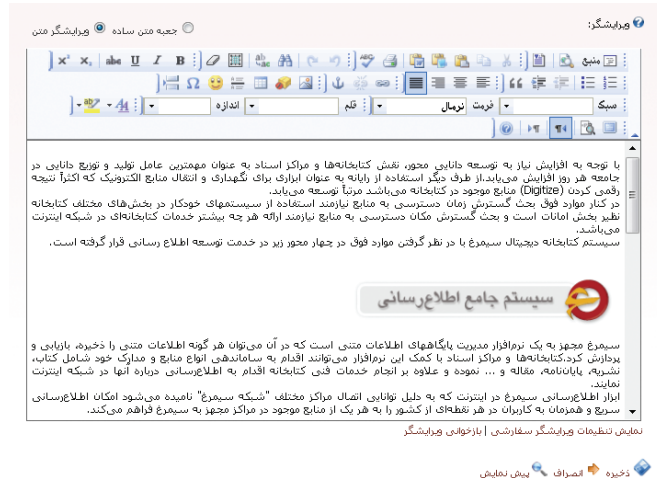 ویرایشگر:
ویرایشگر متن جعبه متن ساده
منبع
سبک فرمت نرمال قلم اندازه
با توجه به افزایش نیاز به توسعه دانایی محور، نقش کتابخانه‌ها و مراکز اسناد به عنوان مهمترین عامل تولید و توزیع دانایی در
جامعه هر روز افزایش می‌یابد.از طرف دیگر استفاده از رایانه به عنوان ابزاری برای نگهداری و انتقال منابع الکترونیک که اکثراً نتیجه
رقمی کردن (Digitize) منابع موجود در کتابخانه می‌باشد مرتباً توسعه می‌یابد.
در کنار موارد فوق بحث گسترش زمان دسترسی به منابع نیازمند استفاده از سیستمهای خودکار در بخش‌های مختلف کتابخانه
نظیر بخش امانات است و بحث گسترش مکان دسترسی به منابع نیازمند ارائه هر چه بیشتر خدمات کتابخانه‌ای در شبکه اینترنت
می‌باشد.
سیستم کتابخانه دیجیتال سیمرغ با در نظر گرفتن موارد فوق در چهار محور زیر در خدمت توسعه اطلاع رسانی قرار گرفته است.
سیستم جامع اطلاع‌رسانی
سیمرغ مجهز به یک نرم‌افزار مدیریت پایگاههای اطلاعات متنی است که در آن می‌توان هر گونه اطلاعات متنی را ذخیره، بازیابی و
پردازش کرد.کتابخانه‌ها و مراکز اسناد با کمک این نرم‌افزار می‌توانند اقدام به ساماندهی انواع منابع و مدارک خود شامل کتاب،
نشریه، پایان‌نامه، مقاله و ... نموده و علاوه بر انجام خدمات فنی کتابخانه اقدام به اطلاع‌رسانی درباره آنها در شبکه اینترنت
نمایند.
ابزار اطلاع‌رسانی سیمرغ در اینترنت که به دلیل توانایی اتصال مراکز مختلف "شبکه سیمرغ" نامیده می‌شود امکان اطلاع‌رسانی
سریع و همزمان به کاربران در هر نقطه‌ای از کشور را به هر یک از منابع موجود در مراکز مجهز به سیمرغ فراهم می‌کند.
نمایش تنظیمات ویرایشگر سفارشی | بازخوانی ویرایشگر
ذخیره انصراف پیش نمایش